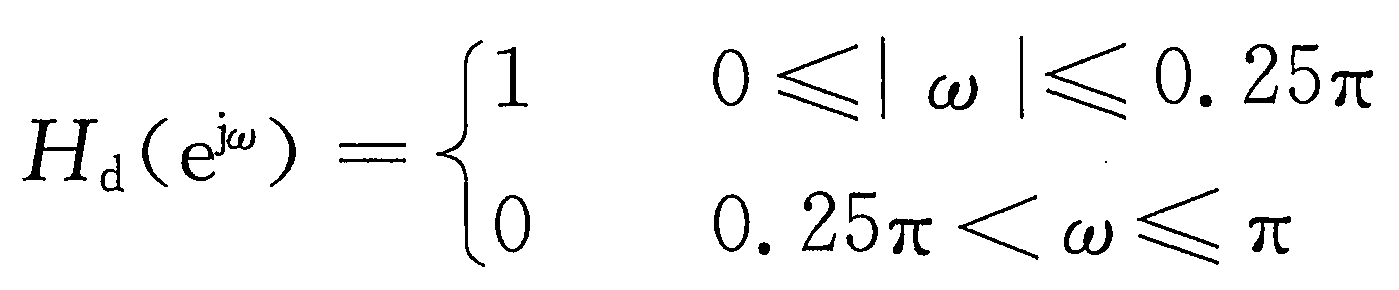 H_d(e^{jω}) = { 1  0 ≤ | ω | ≤ 0.25π
0  0.25π < ω ≤ π